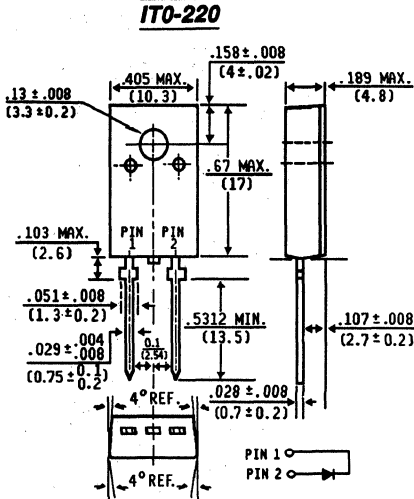 ITO-220
.158±.008
(4±.02)
.405 MAX.
(10.3)
.189 MAX.
(4.8)
.13±.008
(3.3±0.2)
.67 MAX.
(17)
.103 MAX.
(2.6)
PIN 1
PIN 2
.051±.008
(1.3±0.2)
.5312 MIN.
(13.5)
.107±.008
(2.7±0.2)
.029±.004
.008
(0.75±0.1
0.2)
0.1
(2.54)
.028±.008
(0.7±0.2)
4° REF.
4° REF.
PIN 1
PIN 2